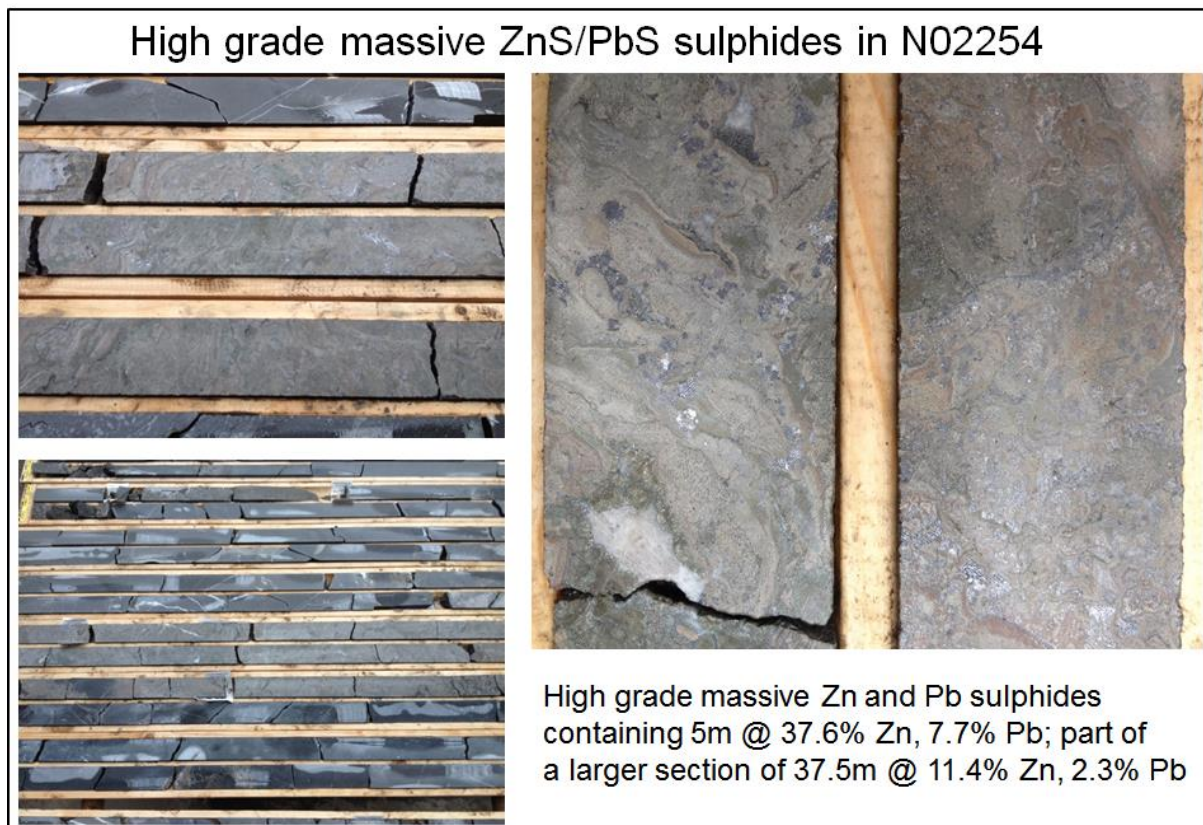 High grade massive ZnS/PbS sulphides in N02254
High grade massive Zn and Pb sulphides
containing 5m @ 37.6% Zn, 7.7% Pb; part of
a larger section of 37.5m @ 11.4% Zn, 2.3% Pb